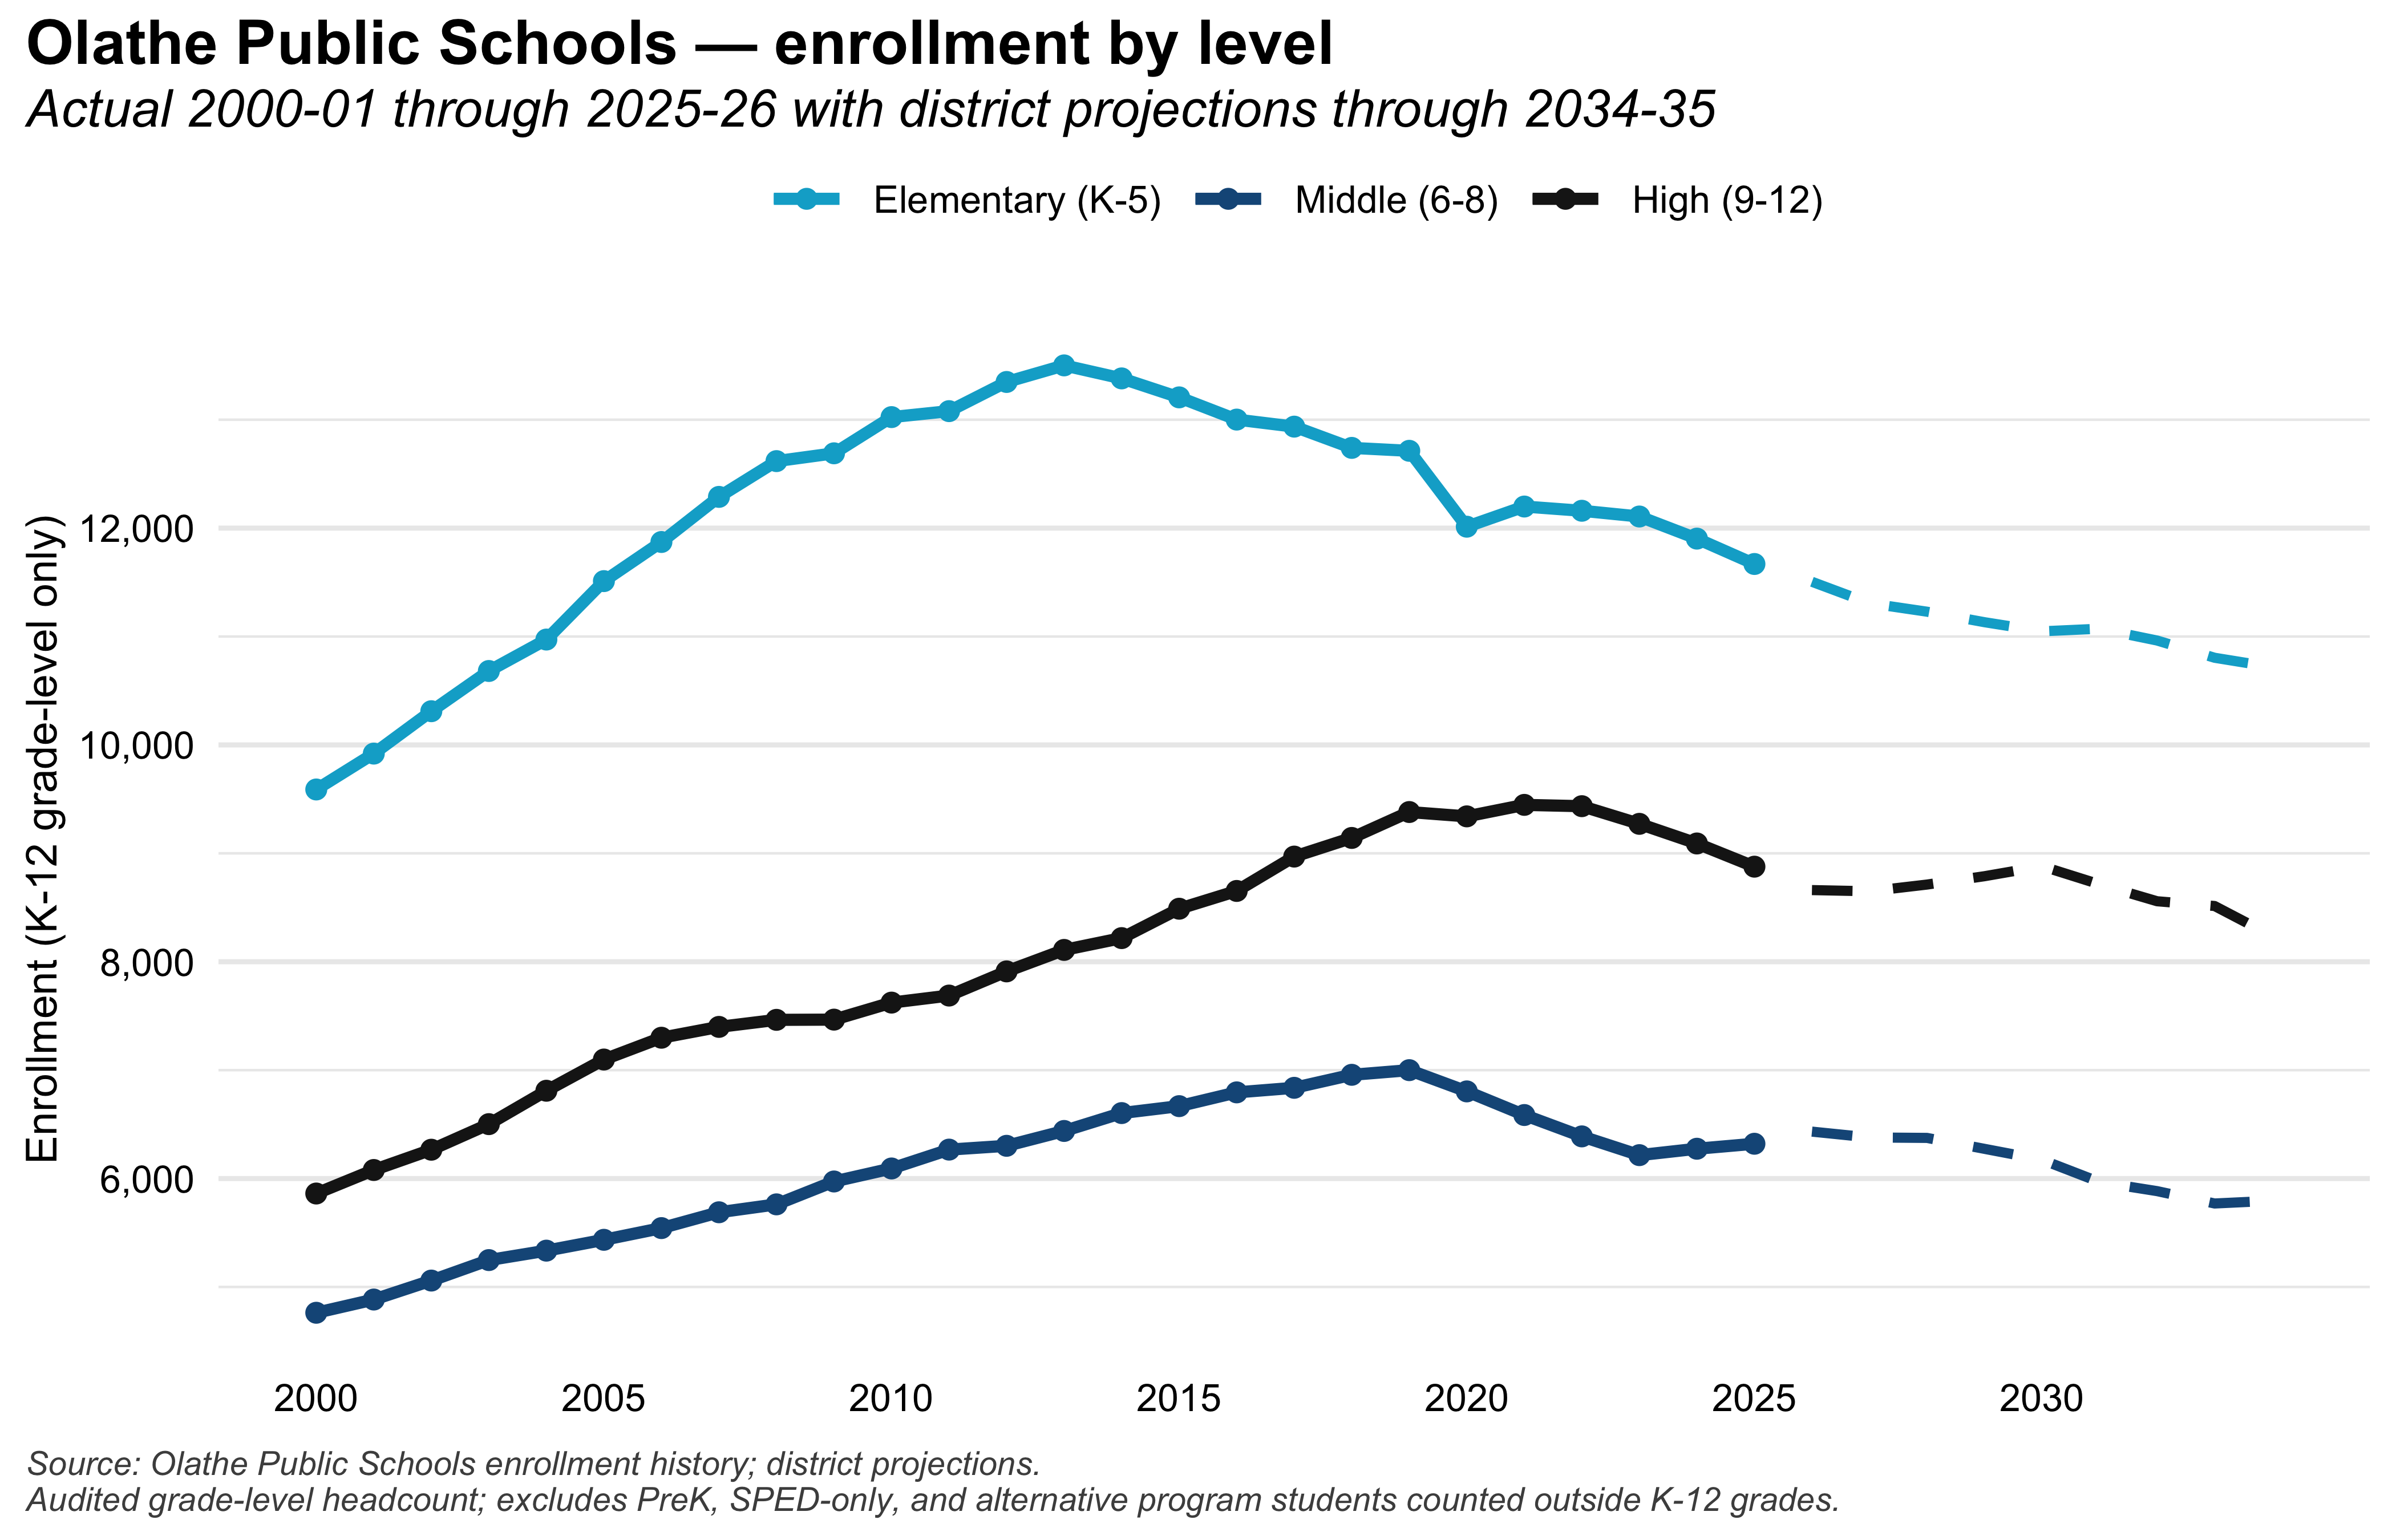 Olathe Public Schools — enrollment by level
Actual 2000-01 through 2025-26 with district projections through 2034-35
Elementary (K-5)
Middle (6-8)
High (9-12)
Enrollment (K-12 grade-level only)
12,000
10,000
8,000
6,000
2000
2005
2010
2015
2020
2025
2030
Source: Olathe Public Schools enrollment history; district projections.
Audited grade-level headcount; excludes PreK, SPED-only, and alternative program students counted outside K-12 grades.